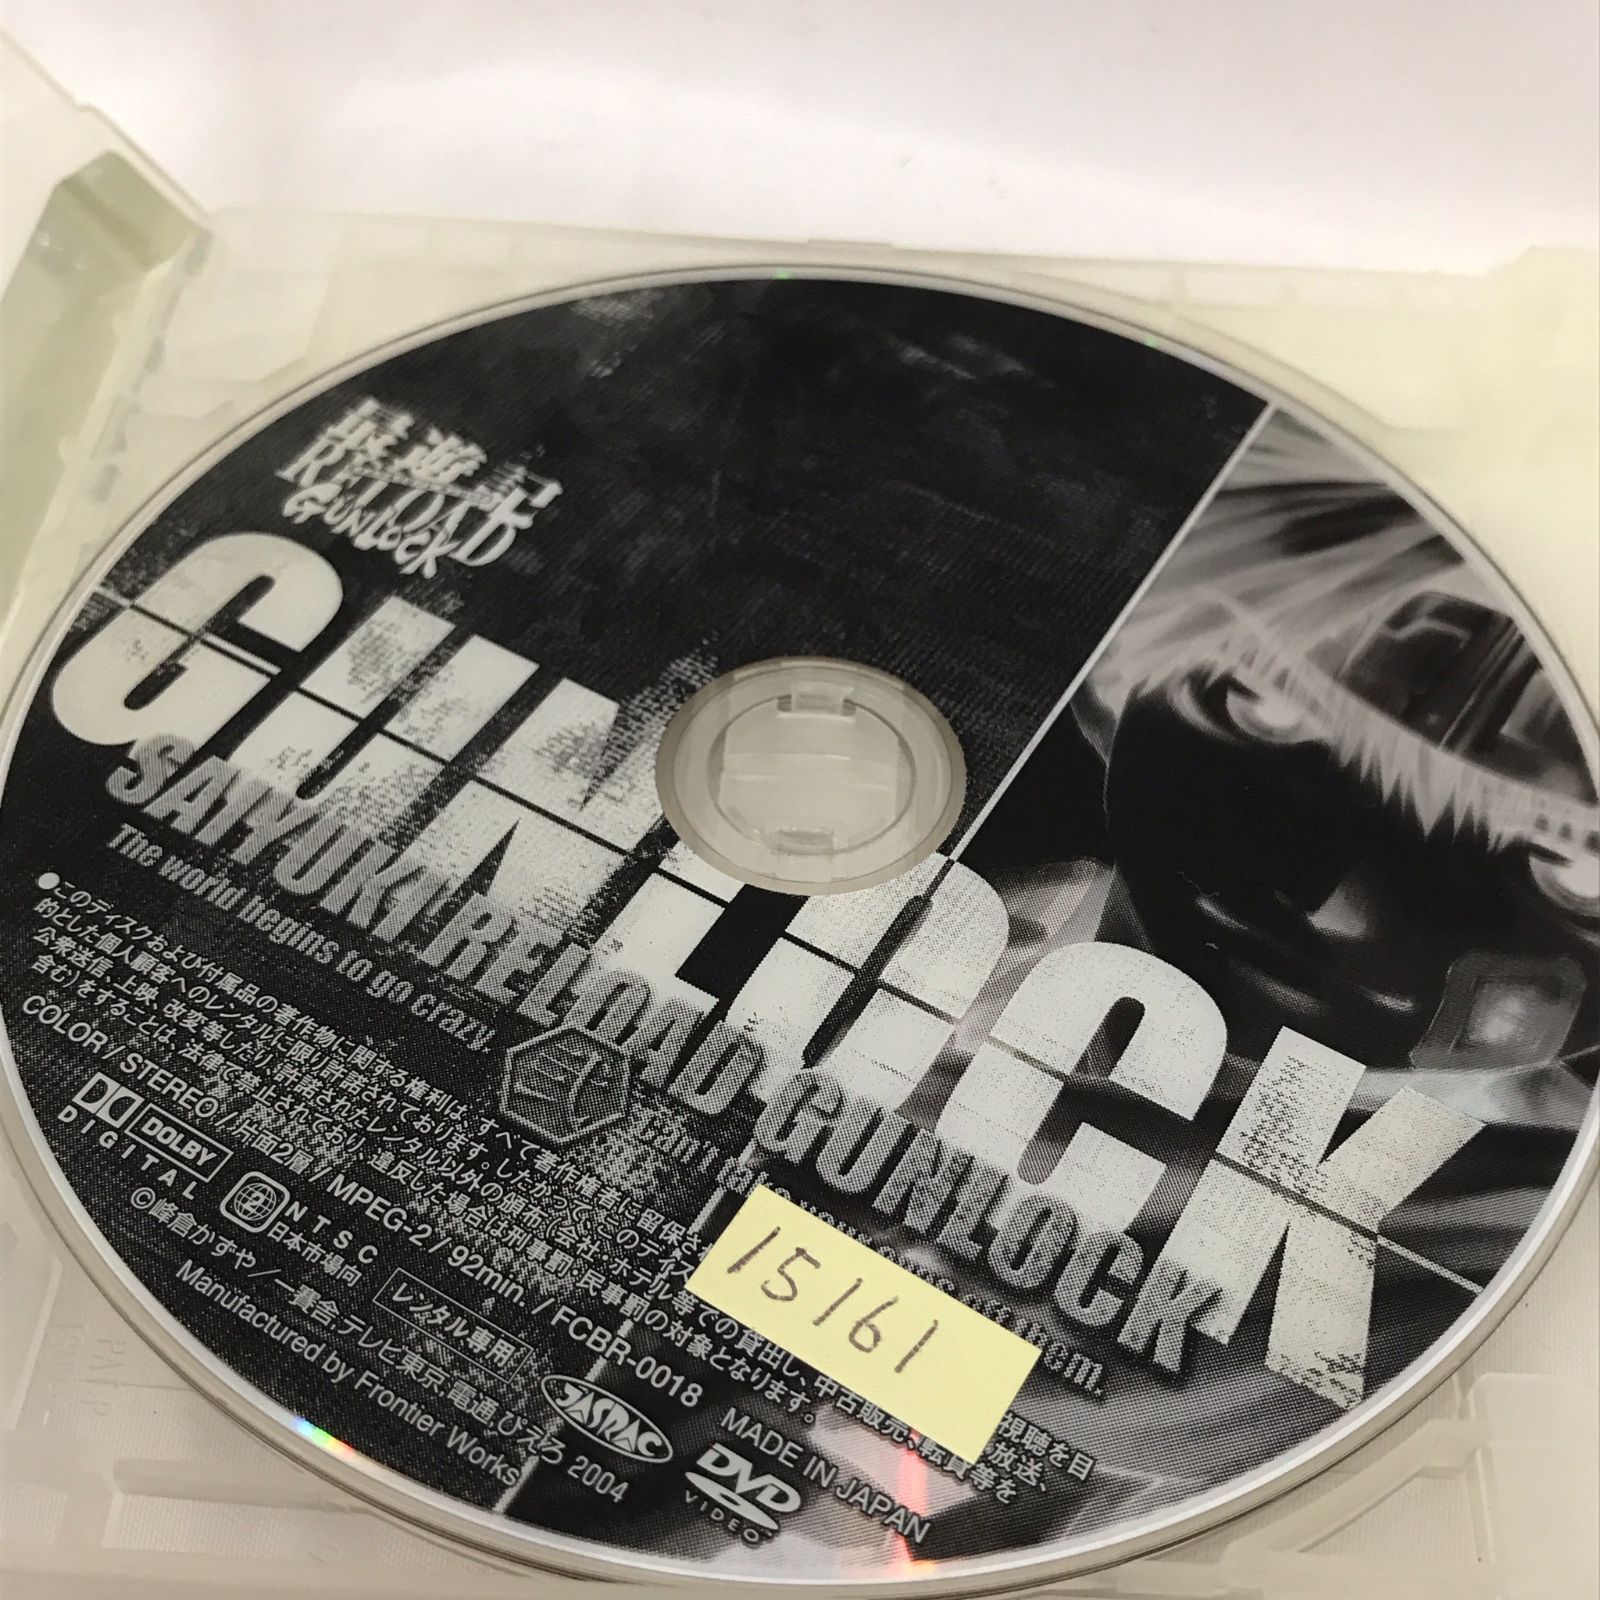 最遊記
RELOAD
GUNLOCK
GUNLOCK
SAIYUKI RELOAD GUNLOCK
The world begins to go crazy.
弐
can't take your eyes off them.
15161
●このディスクおよび付属品の著作物に関する権利は、すべて著作権者に留保さ 視聴を目
的とした個人顧客へのレンタルに限り許諾されております。したがって、このディス 放送、
公衆送信、上映、改変等したり、許諾されたレンタル以外の頒布(会社・ホテル等での貸出し、中古販売、転貸等を
含む)をすることは、法律で禁止されており、違反した場合は刑事罰・民事罰の対象となります。
COLOR / STEREO / 片面2層 / MPEG-2 / 92min. / FCBR-0018 MADE IN JAPAN
DOLBY
DIGITAL
2
NTSC
日本市場向
レンタル専用
JASRAC
DVD
VIDEO
©峰倉かずや/一賽舎・テレビ東京、電通、ぴえろ 2004
Manufactured by Frontier Works